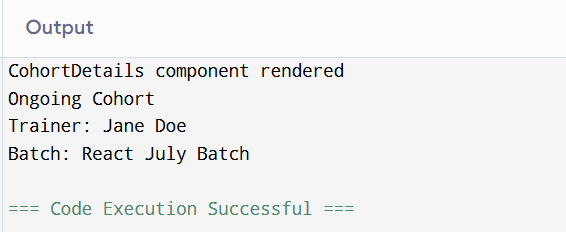 Output
CohortDetails component rendered
Ongoing Cohort
Trainer: Jane Doe
Batch: React July Batch
=== Code Execution Successful ===